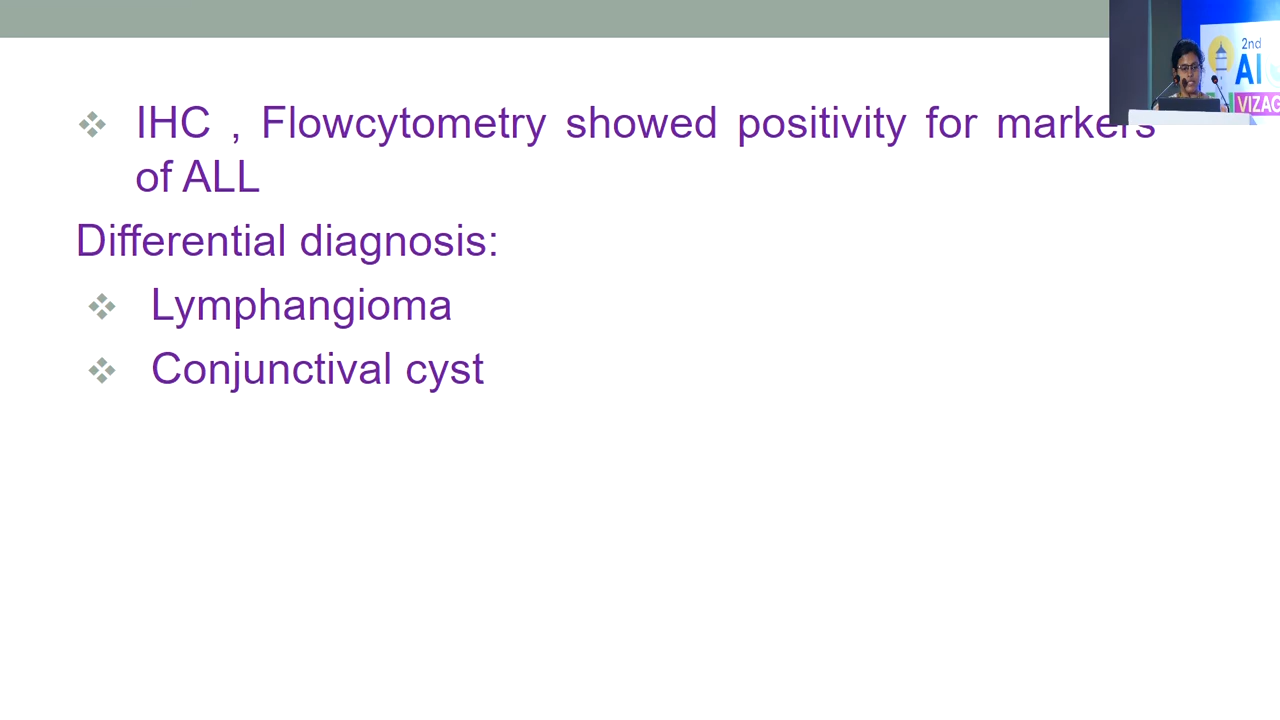 IHC , Flowcytometry showed positivity for markers
of ALL
Differential diagnosis:
Lymphangioma
Conjunctival cyst
2nd
AI
VIZAG